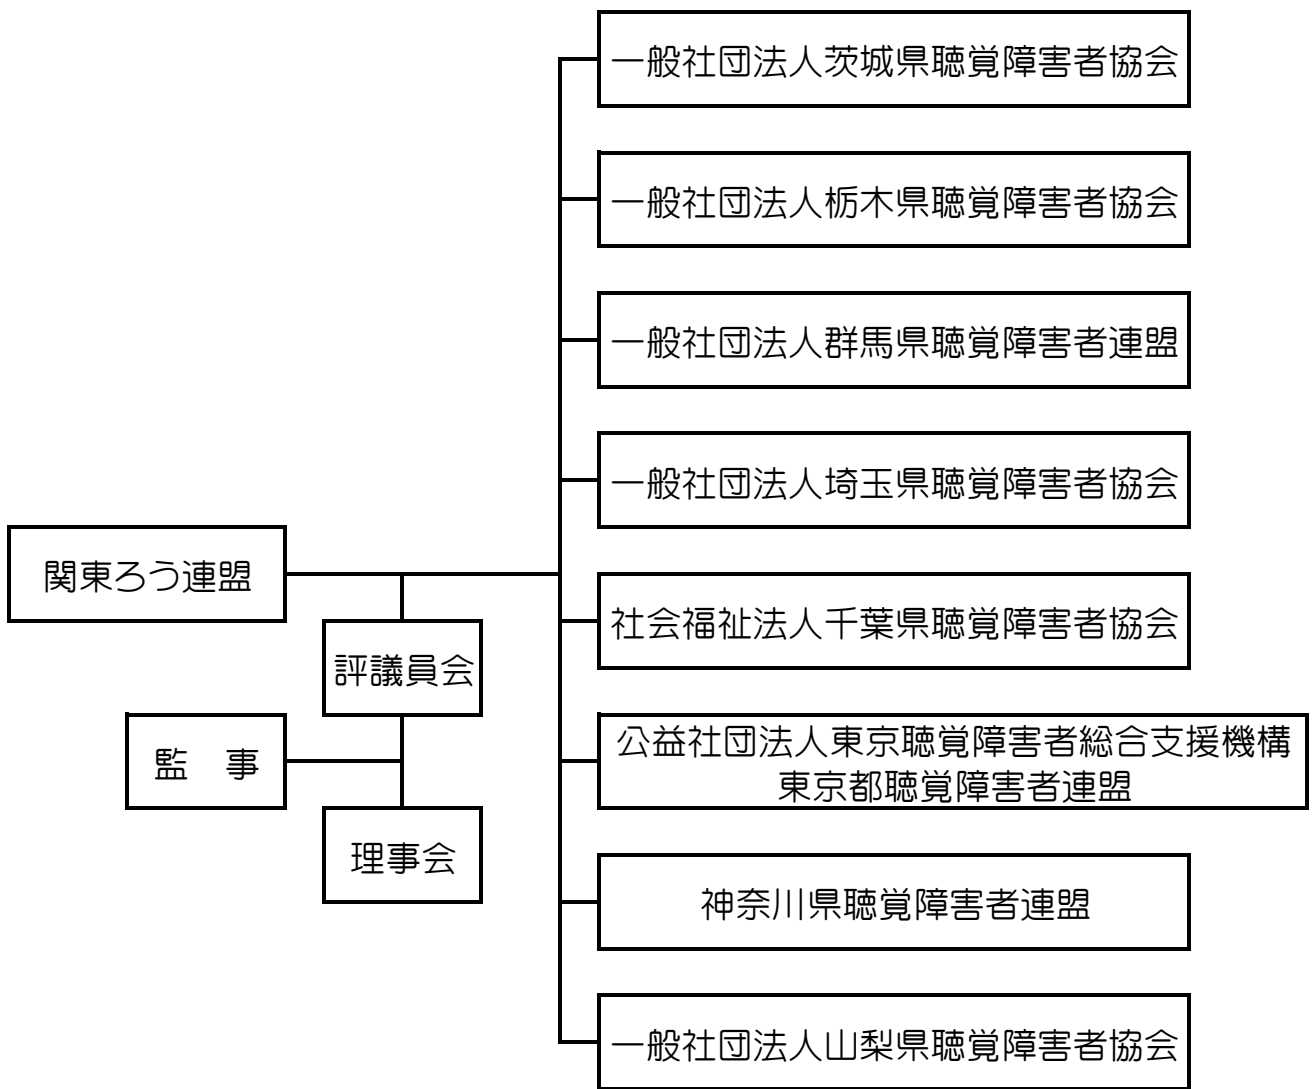 一般社団法人茨城県聴覚障害者協会
一般社団法人栃木県聴覚障害者協会
一般社団法人群馬県聴覚障害者連盟
一般社団法人埼玉県聴覚障害者協会
関東ろう連盟
社会福祉法人千葉県聴覚障害者協会
評議員会
公益社団法人東京聴覚障害者総合支援機構
東京都聴覚障害者連盟
監　事
理事会
神奈川県聴覚障害者連盟
一般社団法人山梨県聴覚障害者協会